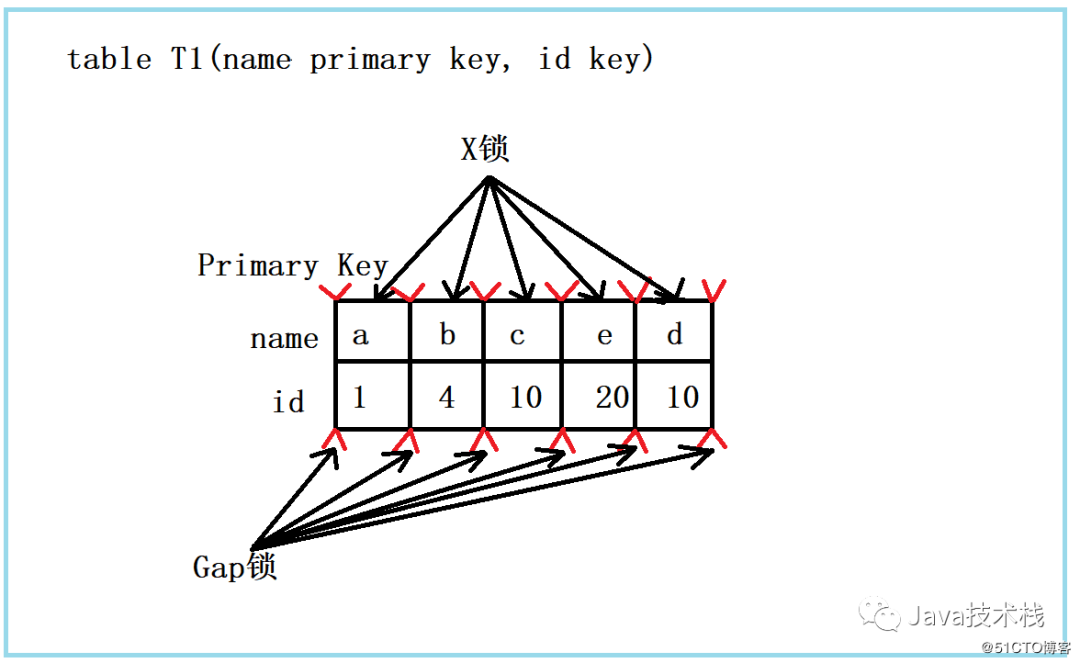 table T1(name primary key, id key)
X锁
Primary Key
name a b c e d
id 1 4 10 20 10
Gap锁
Java技术栈
@51CTO博客